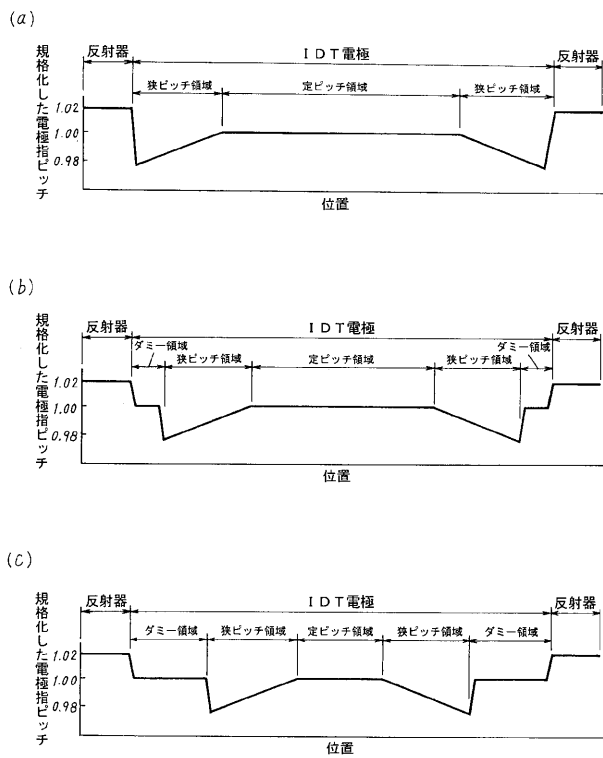 (a)
反射器 IDT電極 反射器
狭ピッチ領域 定ピッチ領域 狭ピッチ領域
規格化した電極指ピッチ
1.02
1.00
0.98
位置
(b)
反射器 IDT電極 反射器
ダミー領域 ダミー領域
狭ピッチ領域 定ピッチ領域 狭ピッチ領域
規格化した電極指ピッチ
1.02
1.00
0.98
位置
(c)
反射器 IDT電極 反射器
ダミー領域 狭ピッチ領域 定ピッチ領域 狭ピッチ領域 ダミー領域
規格化した電極指ピッチ
1.02
1.00
0.98
位置